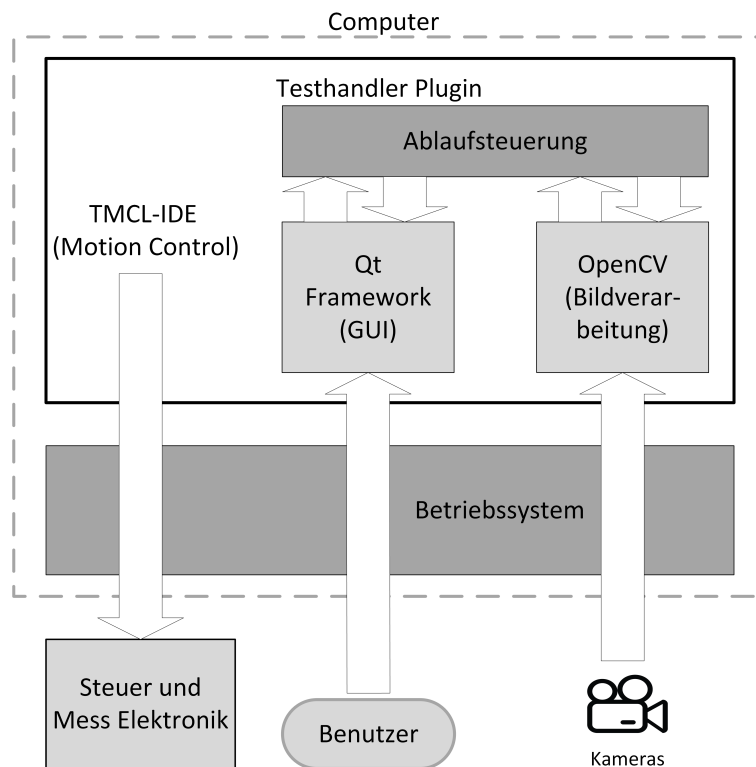 Computer
Testhandler Plugin
Ablaufsteuerung
TMCL-IDE
(Motion Control)
Qt
Framework
(GUI)
OpenCV
(Bildverar-
beitung)
Betriebssystem
Steuer und
Mess Elektronik
Benutzer
Kameras